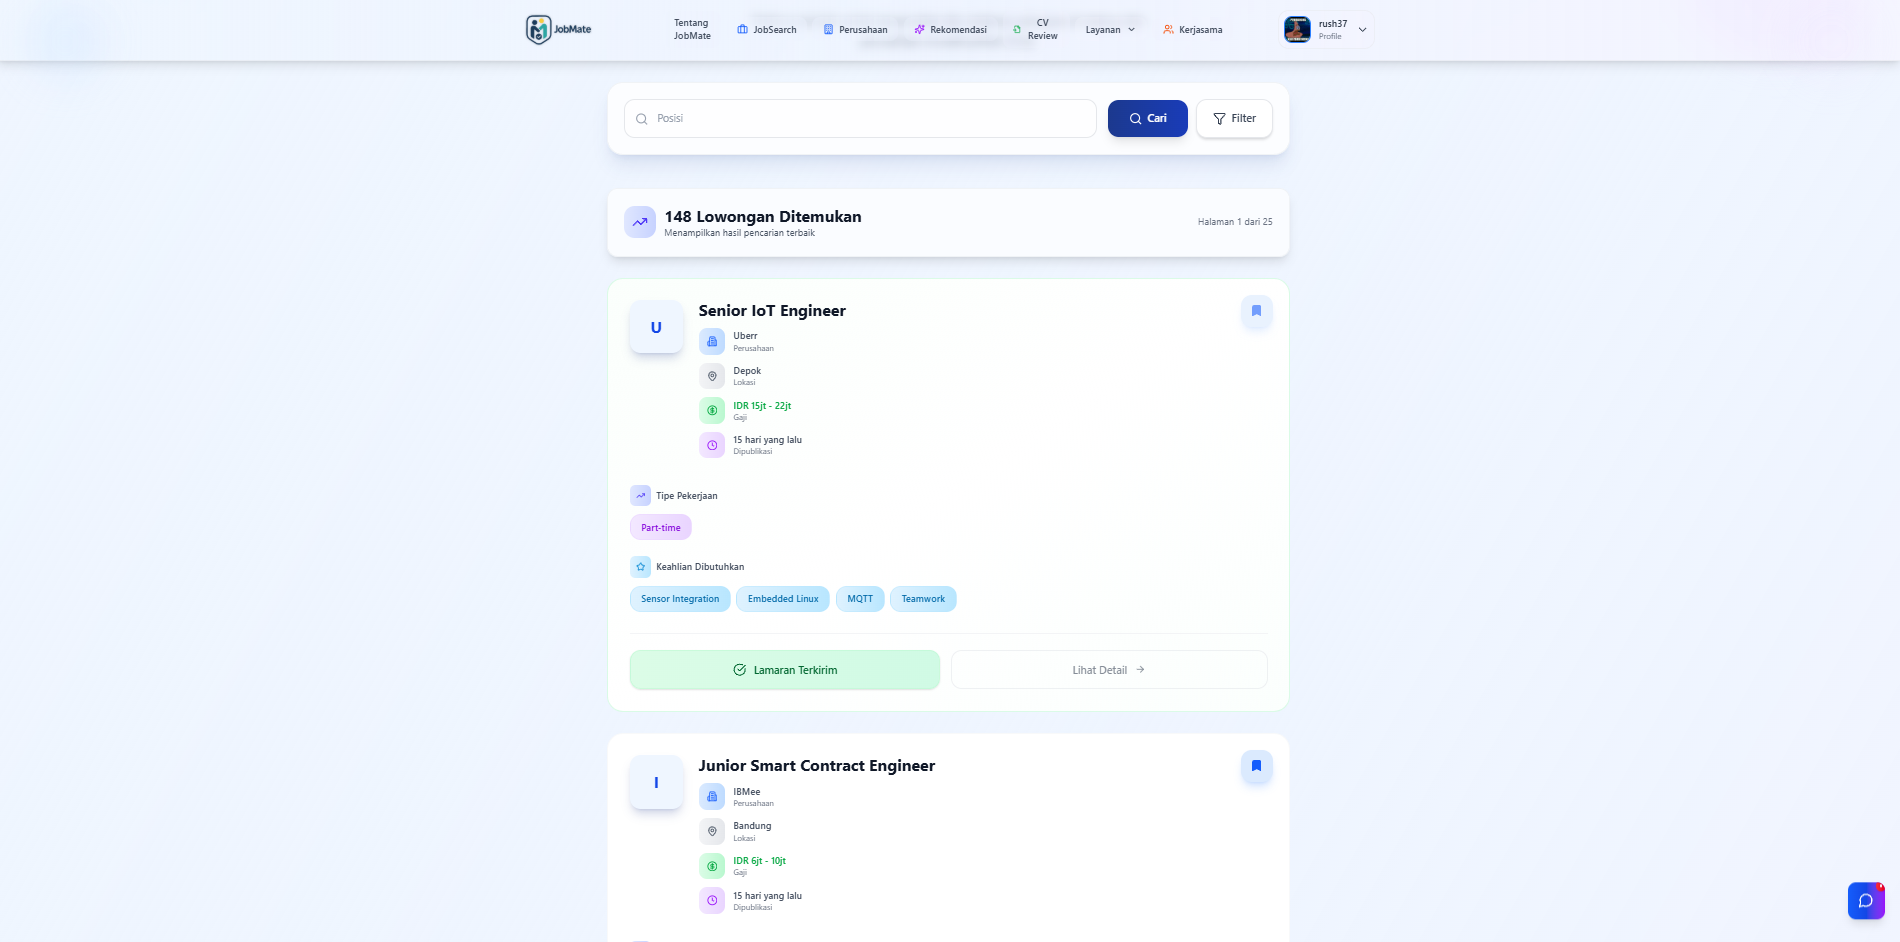 JobMate
Tentang
JobMate
JobSearch
Perusahaan
Rekomendasi
CV
Review
Layanan
Kerjasama
rush37
Profile
Posisi
Cari
Filter
148 Lowongan Ditemukan
Menampilkan hasil pencarian terbaik
Halaman 1 dari 25
U
Senior IoT Engineer
Uberr
Perusahaan
Depok
Lokasi
IDR 15jt - 22jt
Gaji
15 hari yang lalu
Dipublikasi
Tipe Pekerjaan
Part-time
Keahlian Dibutuhkan
Sensor Integration
Embedded Linux
MQTT
Teamwork
Lamaran Terkirim
Lihat Detail
I
Junior Smart Contract Engineer
IBMee
Perusahaan
Bandung
Lokasi
IDR 6jt - 10jt
Gaji
15 hari yang lalu
Dipublikasi